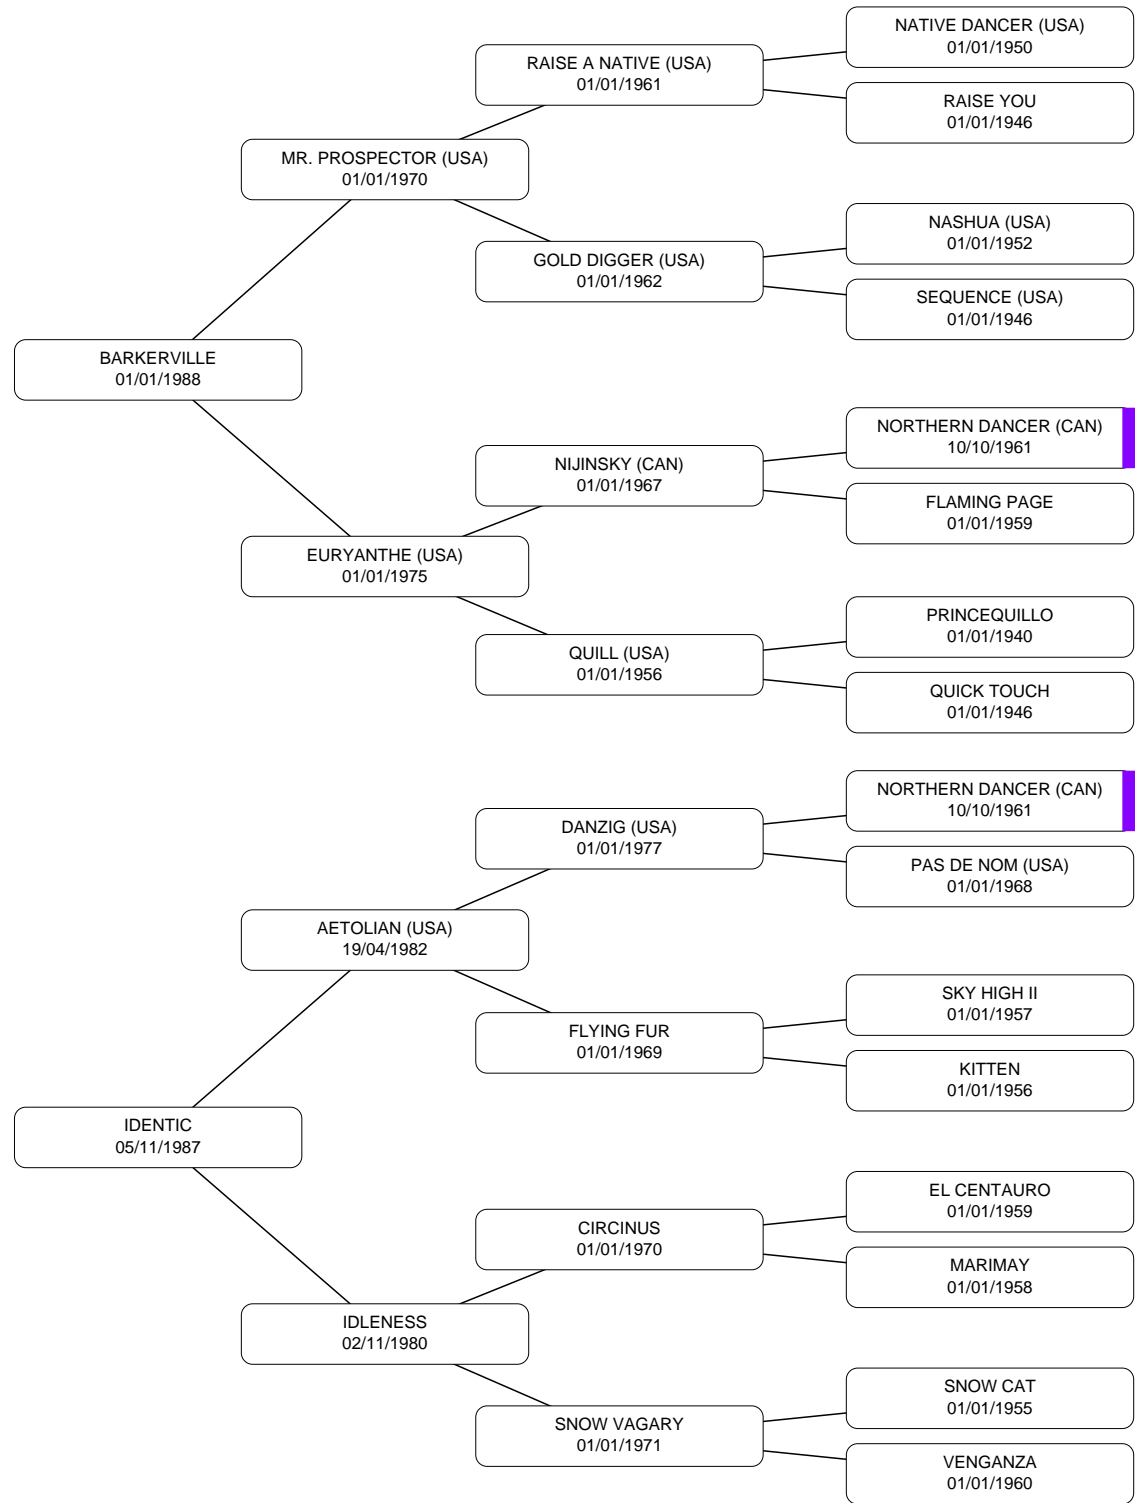 NATIVE DANCER (USA)
01/01/1950
RAISE A NATIVE (USA)
01/01/1961
RAISE YOU
01/01/1946
MR. PROSPECTOR (USA)
01/01/1970
NASHUA (USA)
01/01/1952
GOLD DIGGER (USA)
01/01/1962
SEQUENCE (USA)
01/01/1946
BARKERVILLE
01/01/1988
NORTHERN DANCER (CAN)
10/10/1961
NIJINSKY (CAN)
01/01/1967
FLAMING PAGE
01/01/1959
EURYANTHE (USA)
01/01/1975
PRINCEQUILLO
01/01/1940
QUILL (USA)
01/01/1956
QUICK TOUCH
01/01/1946
NORTHERN DANCER (CAN)
10/10/1961
DANZIG (USA)
01/01/1977
PAS DE NOM (USA)
01/01/1968
AETOLIAN (USA)
19/04/1982
SKY HIGH II
01/01/1957
FLYING FUR
01/01/1969
KITTEN
01/01/1956
IDENTIC
05/11/1987
EL CENTAURO
01/01/1959
CIRCINUS
01/01/1970
MARIMAY
01/01/1958
IDLENESS
02/11/1980
SNOW CAT
01/01/1955
SNOW VAGARY
01/01/1971
VENGANZA
01/01/1960